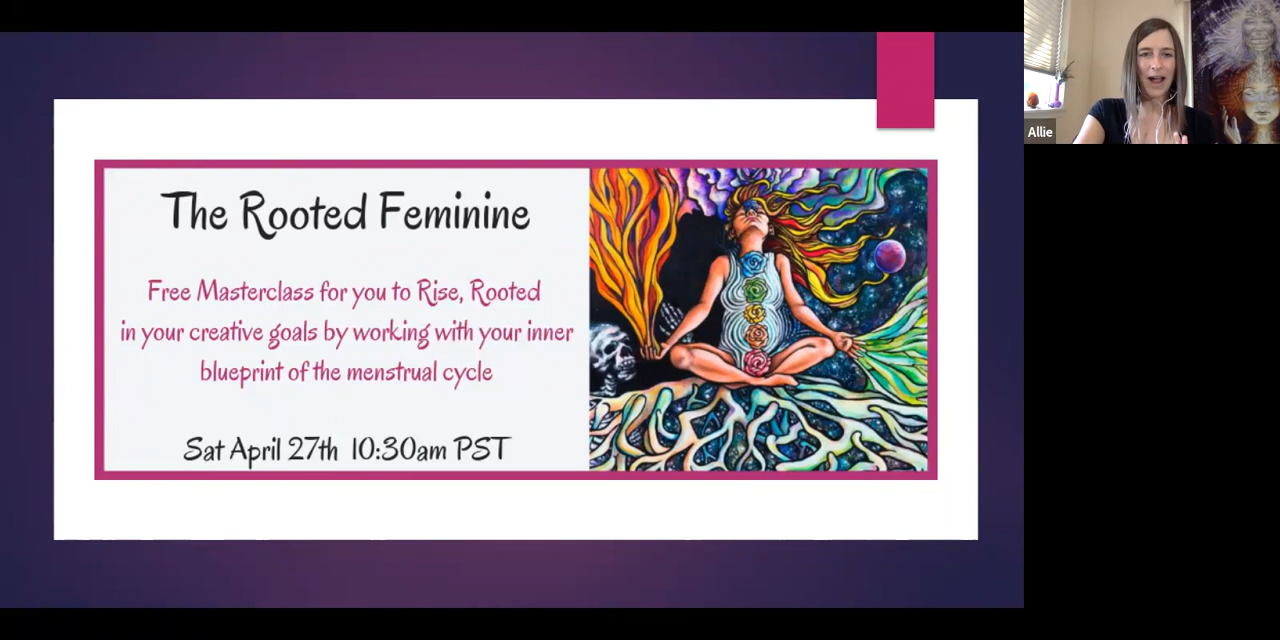 The Rooted Feminine
Free Masterclass for you to Rise, Rooted
in your creative goals by working with your inner
blueprint of the menstrual cycle
Sat April 27th 10:30am PST
Allie